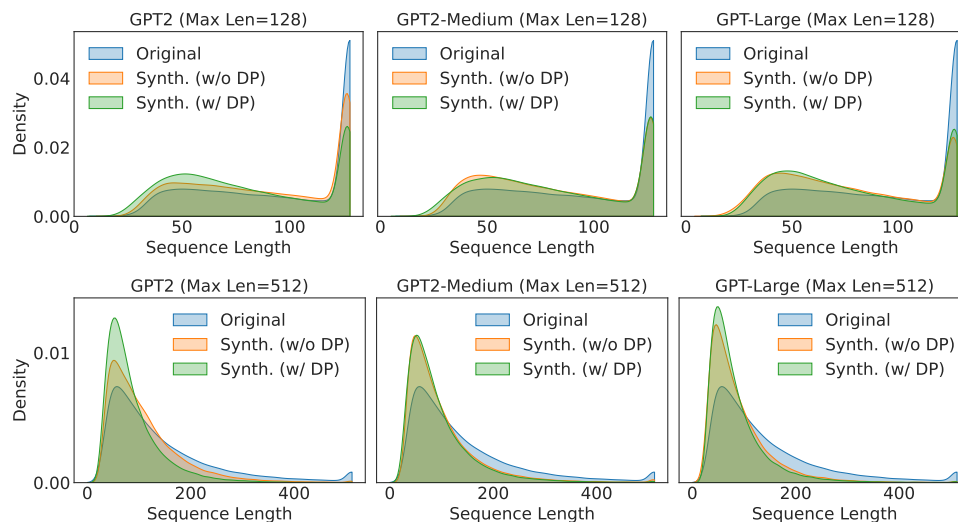 GPT2 (Max Len=128) GPT2-Medium (Max Len=128) GPT-Large (Max Len=128)
Original Original Original
0.04 Synth. (w/o DP) Synth. (w/o DP) Synth. (w/o DP)
Synth. (w/ DP) Synth. (w/ DP) Synth. (w/ DP)
Density
0.02
0.00
0 50 100 0 50 100 0 50 100
Sequence Length Sequence Length Sequence Length
GPT2 (Max Len=512) GPT2-Medium (Max Len=512) GPT-Large (Max Len=512)
Original Original Original
0.01 Synth. (w/o DP) Synth. (w/o DP) Synth. (w/o DP)
Synth. (w/ DP) Synth. (w/ DP) Synth. (w/ DP)
Density
0.00
0 200 400 0 200 400 0 200 400
Sequence Length Sequence Length Sequence Length